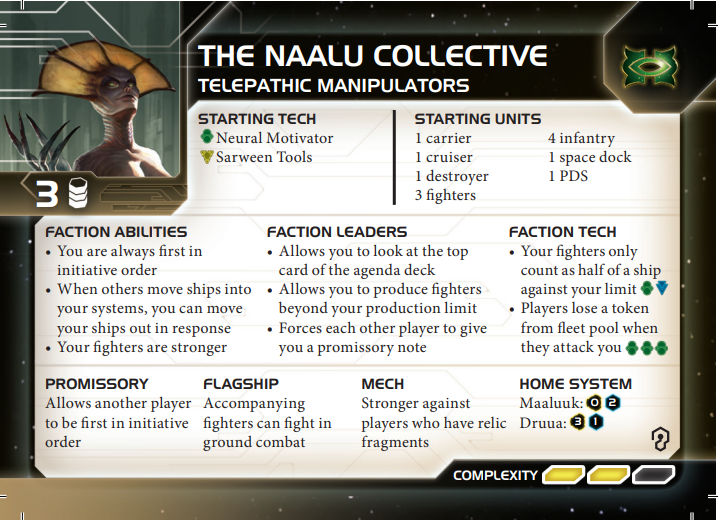 THE NAALU COLLECTIVE
TELEPATHIC MANIPULATORS
3
STARTING TECH
Neural Motivator
Sarween Tools
STARTING UNITS
1 carrier
1 cruiser
1 destroyer
3 fighters
4 infantry
1 space dock
1 PDS
FACTION ABILITIES
• You are always first in
initiative order
• When others move ships into
your systems, you can move
your ships out in response
• Your fighters are stronger
FACTION LEADERS
• Allows you to look at the top
card of the agenda deck
• Allows you to produce fighters
beyond your production limit
• Forces each other player to give
you a promissory note
FACTION TECH
• Your fighters only
count as half of a ship
against your limit
• Players lose a token
from fleet pool when
they attack you
PROMISSORY
Allows another player
to be first in initiative
order
FLAGSHIP
Accompanying
fighters can fight in
ground combat
MECH
Stronger against
players who have relic
fragments
HOME SYSTEM
Maaluuk: 0 2
Druua: 3 1
COMPLEXITY